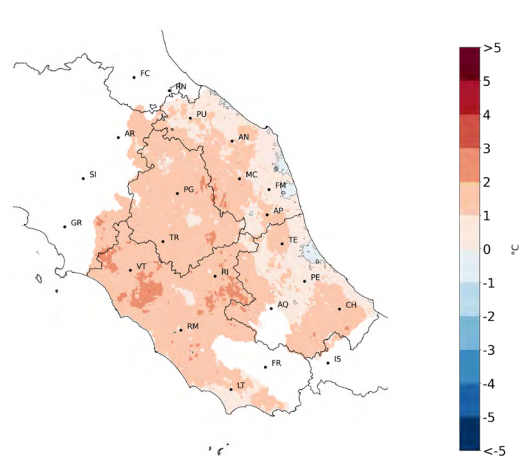 FC
RN
PU
AR
AN
SI
MC
PG
FM
GR
AP
TR
TE
VT
RI
PE
AQ
CH
RM
FR
IS
LT
>5
5
4
3
2
1
0
-1
-2
-3
-4
-5
<-5
°C